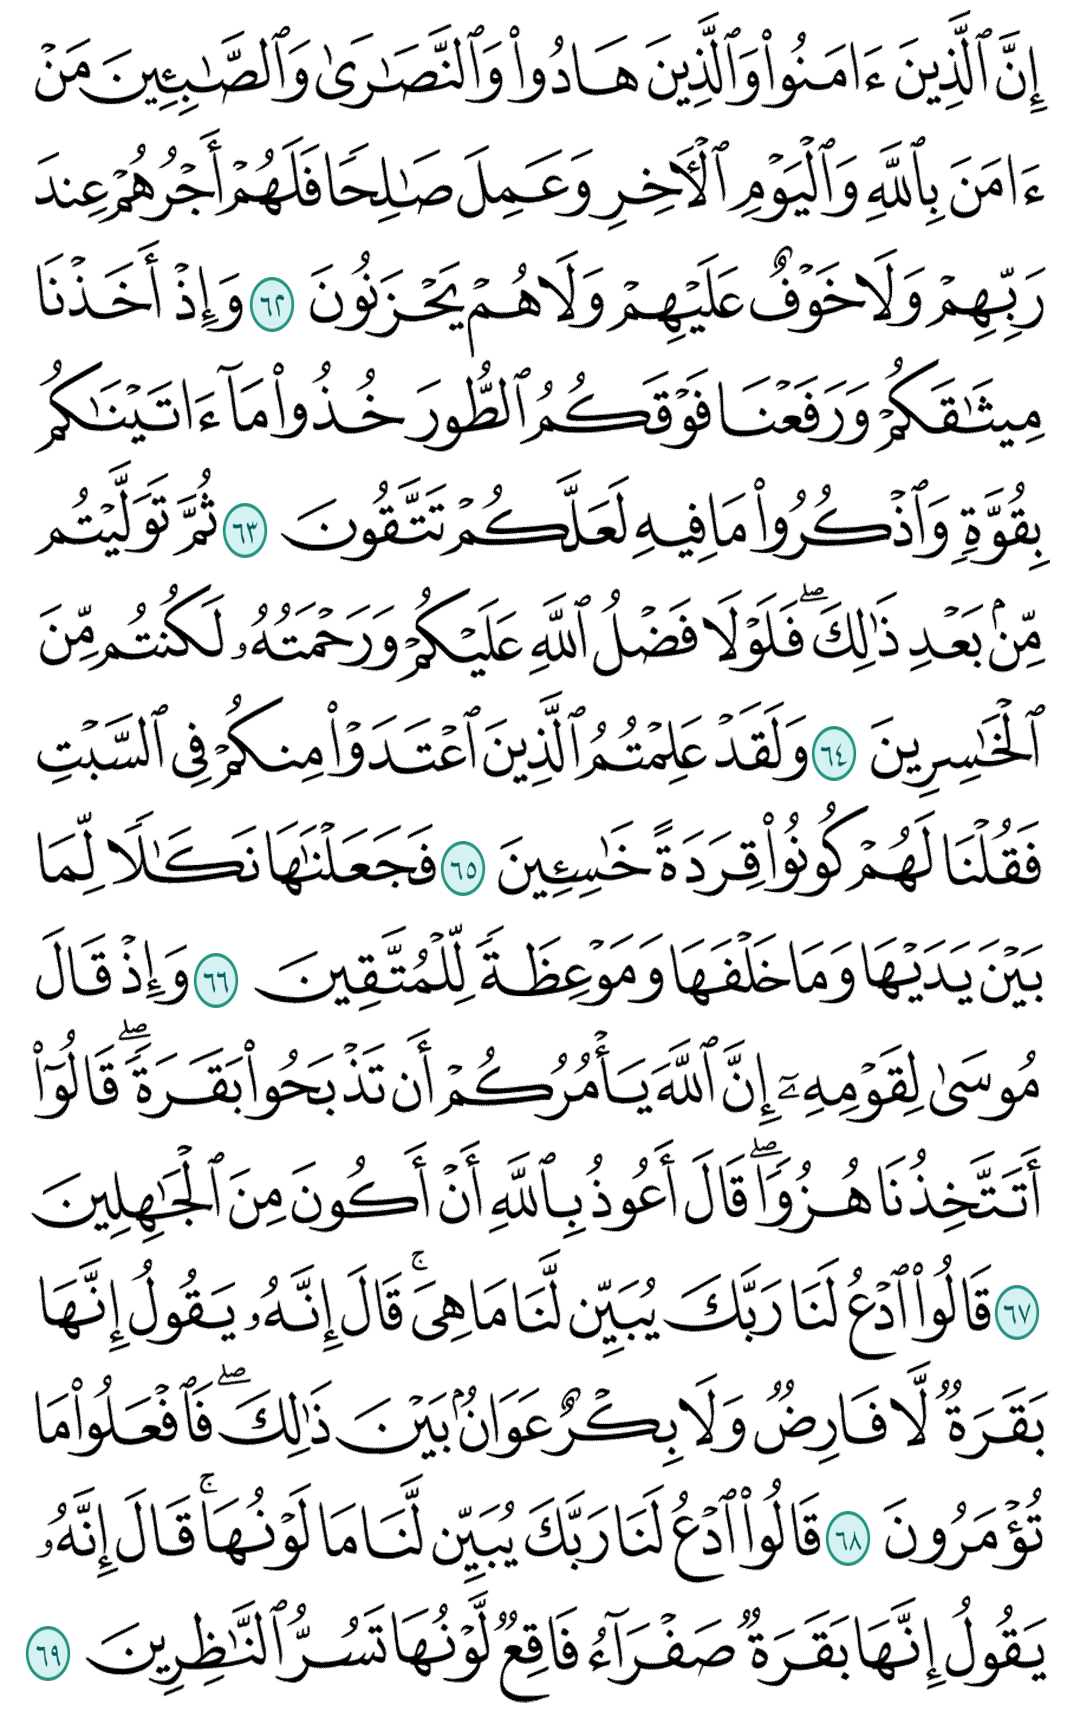 إِنَّ ٱلَّذِينَ ءَامَنُوا۟ وَٱلَّذِينَ هَادُوا۟ وَٱلنَّصَـٰرَىٰ وَٱلصَّـٰبِـِٔينَ مَنْ
ءَامَنَ بِٱللَّهِ وَٱلْيَوْمِ ٱلْـَٔاخِرِ وَعَمِلَ صَـٰلِحًا فَلَهُمْ أَجْرُهُمْ عِندَ
رَبِّهِمْ وَلَا خَوْفٌ عَلَيْهِمْ وَلَا هُمْ يَحْزَنُونَ ٦٢ وَإِذْ أَخَذْنَا
مِيثَـٰقَكُمْ وَرَفَعْنَا فَوْقَكُمُ ٱلطُّورَ خُذُوا۟ مَآ ءَاتَيْنَـٰكُم
بِقُوَّةٍ وَٱذْكُرُوا۟ مَا فِيهِ لَعَلَّكُمْ تَتَّقُونَ ٦٣ ثُمَّ تَوَلَّيْتُم
مِّنۢ بَعْدِ ذَٰلِكَ ۖ فَلَوْلَا فَضْلُ ٱللَّهِ عَلَيْكُمْ وَرَحْمَتُهُۥ لَكُنتُم مِّنَ
ٱلْخَـٰسِرِينَ ٦٤ وَلَقَدْ عَلِمْتُمُ ٱلَّذِينَ ٱعْتَدَوْا۟ مِنكُمْ فِى ٱلسَّبْتِ
فَقُلْنَا لَهُمْ كُونُوا۟ قِرَدَةً خَـٰسِـِٔينَ ٦٥ فَجَعَلْنَـٰهَا نَكَـٰلًا لِّمَا
بَيْنَ يَدَيْهَا وَمَا خَلْفَهَا وَمَوْعِظَةً لِّلْمُتَّقِينَ ٦٦ وَإِذْ قَالَ
مُوسَىٰ لِقَوْمِهِۦٓ إِنَّ ٱللَّهَ يَأْمُرُكُمْ أَن تَذْبَحُوا۟ بَقَرَةً ۖ قَالُوٓا۟
أَتَتَّخِذُنَا هُزُوًا ۖ قَالَ أَعُوذُ بِٱللَّهِ أَنْ أَكُونَ مِنَ ٱلْجَـٰهِلِينَ
٦٧ قَالُوا۟ ٱدْعُ لَنَا رَبَّكَ يُبَيِّن لَّنَا مَا هِىَ ۚ قَالَ إِنَّهُۥ يَقُولُ إِنَّهَا
بَقَرَةٌ لَّا فَارِضٌ وَلَا بِكْرٌ عَوَانٌۢ بَيْنَ ذَٰلِكَ ۖ فَٱفْعَلُوا۟ مَا
تُؤْمَرُونَ ٦٨ قَالُوا۟ ٱدْعُ لَنَا رَبَّكَ يُبَيِّن لَّنَا مَا لَوْنُهَا ۚ قَالَ إِنَّهُۥ
يَقُولُ إِنَّهَا بَقَرَةٌ صَفْرَآءُ فَاقِعٌ لَّوْنُهَا تَسُرُّ ٱلنَّـٰظِرِينَ ٦٩